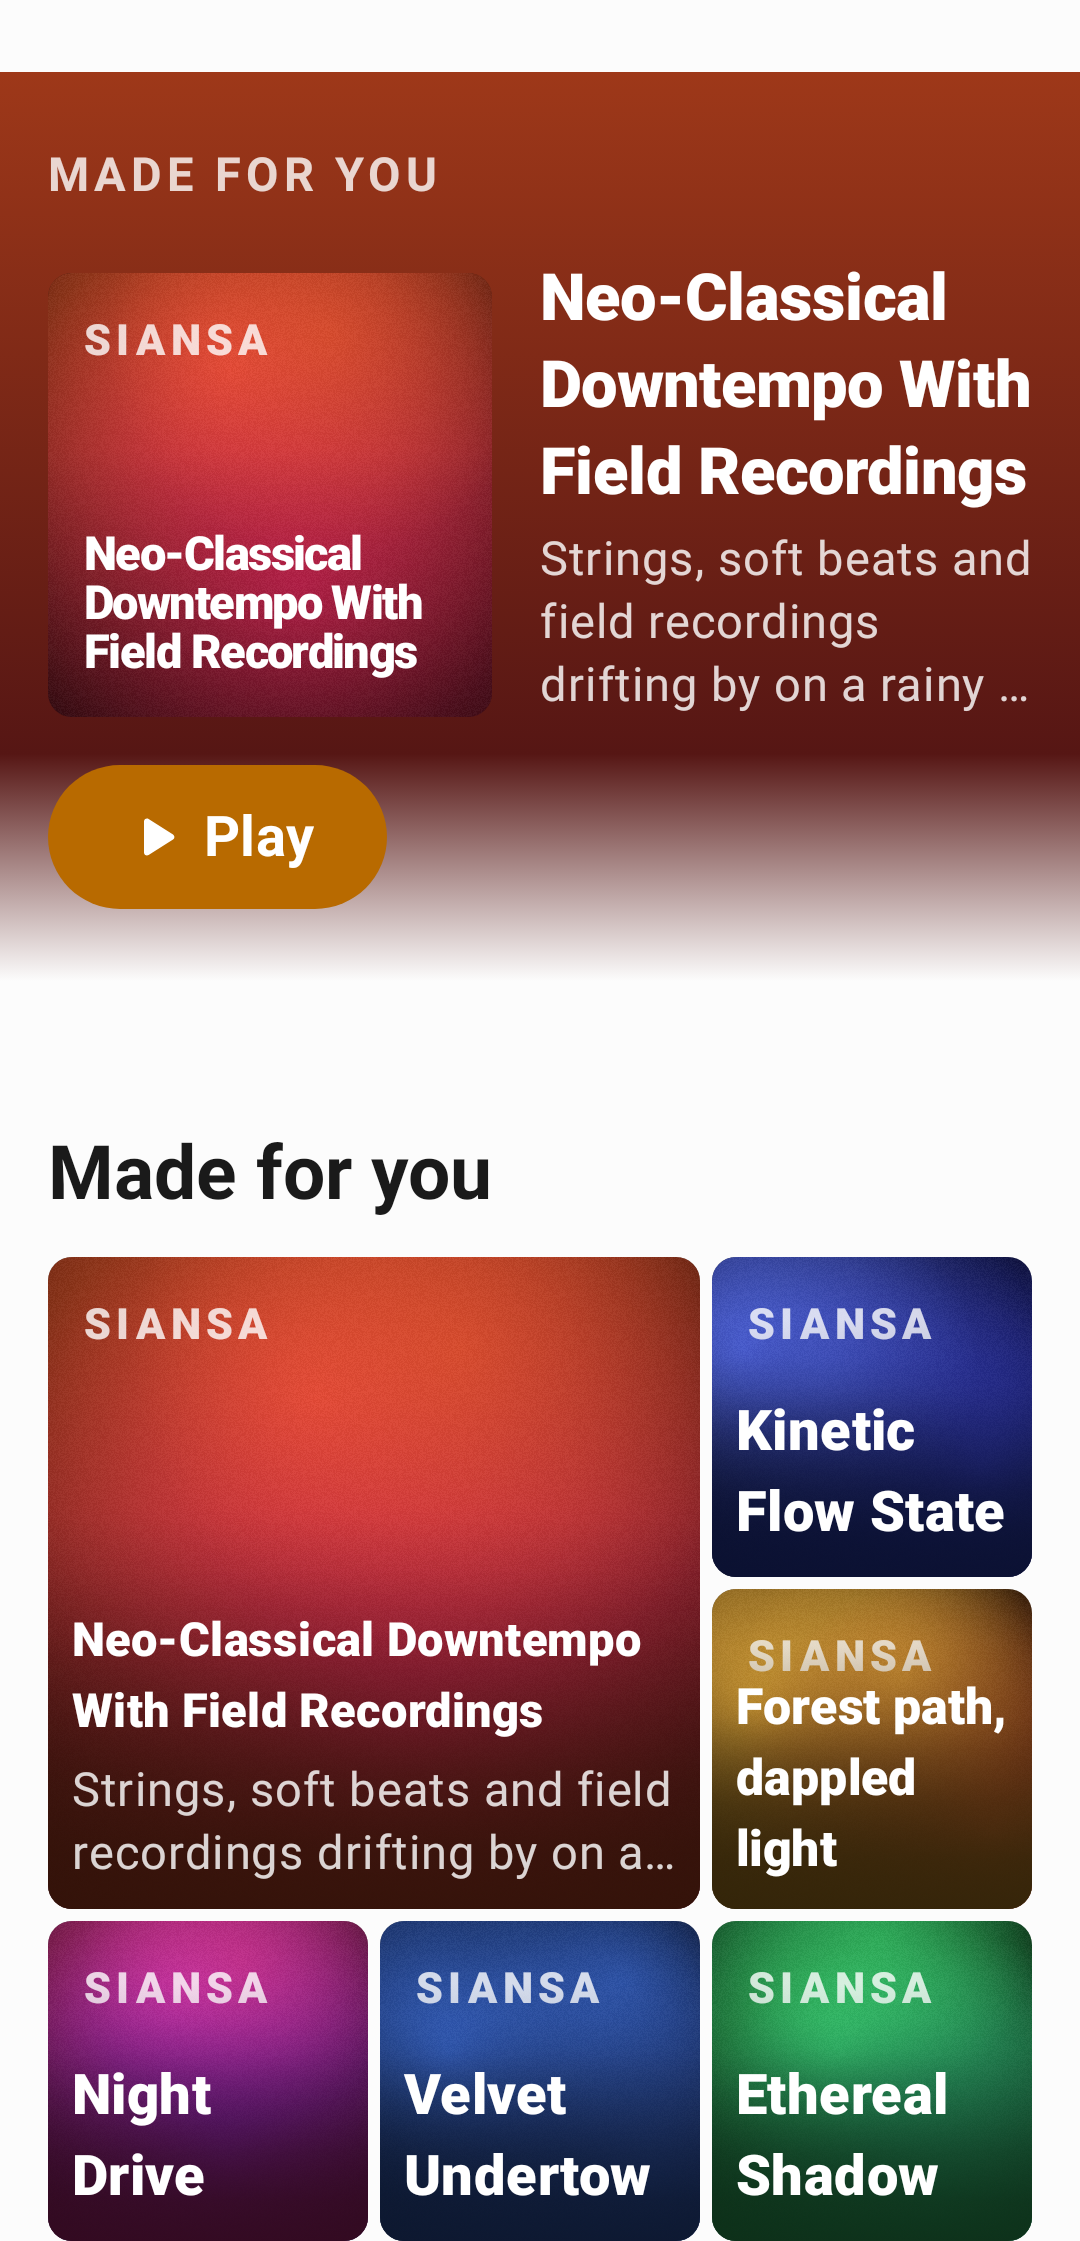 MADE FOR YOU
SIANSA
Neo-Classical
Downtempo With
Field Recordings
Neo-Classical
Downtempo With
Field Recordings
Strings, soft beats and
field recordings
drifting by on a rainy …
Play
Made for you
SIANSA
Neo-Classical Downtempo
With Field Recordings
Strings, soft beats and field
recordings drifting by on a…
SIANSA
Kinetic
Flow State
SIANSA
Forest path,
dappled
light
SIANSA
Night
Drive
SIANSA
Velvet
Undertow
SIANSA
Ethereal
Shadow